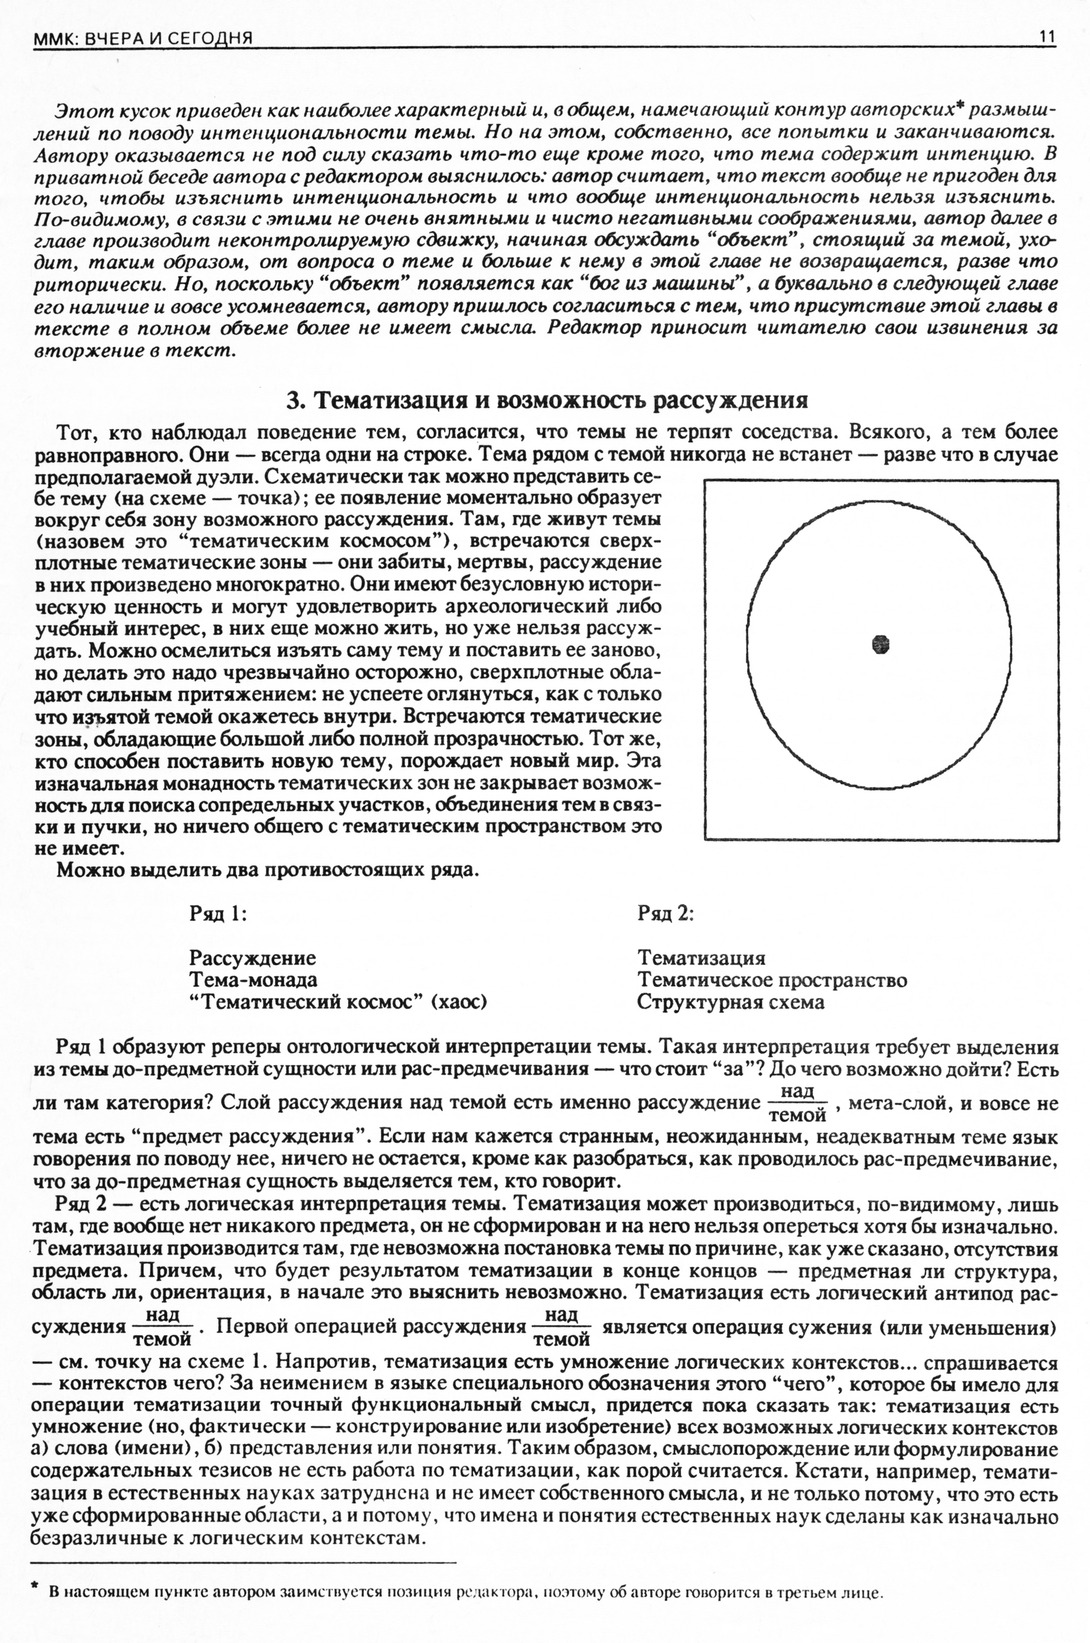 ММК: ВЧЕРА И СЕГОДНЯ 11
Этот кусок приведен как наиболее характерный и, в общем, намечающий контур авторских* размыш-
лений по поводу интенциональности темы. Но на этом, собственно, все попытки и заканчиваются.
Автору оказывается не под силу сказать что-то еще кроме того, что тема содержит интенцию. В
приватной беседе автора с редактором выяснилось: автор считает, что текст вообще не пригоден для
того, чтобы изъяснить интенциональность и что вообще интенциональность нельзя изъяснить.
По-видимому, в связи с этими не очень внятными и чисто негативными соображениями, автор далее в
главе производит неконтролируемую сдвижку, начиная обсуждать “объект”, стоящий за темой, ухо-
дит, таким образом, от вопроса о теме и больше к нему в этой главе не возвращается, разве что
риторически. Но, поскольку “объект” появляется как “бог из машины”, а буквально в следующей главе
его наличие и вовсе усомневается, автору пришлось согласиться с тем, что присутствие этой главы в
тексте в полном объеме более не имеет смысла. Редактор приносит читателю свои извинения за
вторжение в текст.
3. Тематизация и возможность рассуждения
Тот, кто наблюдал поведение тем, согласится, что темы не терпят соседства. Всякого, а тем более
равноправного. Они — всегда одни на строке. Тема рядом с темой никогда не встанет — разве что в случае
предполагаемой дуэли. Схематически так можно представить се-
бе тему (на схеме — точка); ее появление моментально образует
вокруг себя зону возможного рассуждения. Там, где живут темы
(назовем это “тематическим космосом”), встречаются сверх-
плотные тематические зоны — они забиты, мертвы, рассуждение
в них произведено многократно. Они имеют безусловную истори-
ческую ценность и могут удовлетворить археологический либо
учебный интерес, в них еще можно жить, но уже нельзя рассуж-
дать. Можно осмелиться изъять саму тему и поставить ее заново,
но делать это надо чрезвычайно осторожно, сверхплотные обла-
дают сильным притяжением: не успеете оглянуться, как с только
что изъятой темой окажетесь внутри. Встречаются тематические
зоны, обладающие большой либо полной прозрачностью. Тот же,
кто способен поставить новую тему, порождает новый мир. Эта
изначальная монадность тематических зон не закрывает возмож-
ность для поиска сопредельных участков, объединения тем в связ-
ки и пучки, но ничего общего с тематическим пространством это
не имеет.
Можно выделить два противостоящих ряда.
Ряд 1: Ряд 2:
Рассуждение Тематизация
Тема-монада Тематическое пространство
“Тематический космос” (хаос) Структурная схема
Ряд 1 образуют реперы онтологической интерпретации темы. Такая интерпретация требует выделения
из темы до-предметной сущности или рас-предмечивания — что стоит “за”? До чего возможно дойти? Есть
ли там категория? Слой рассуждения над темой есть именно рассуждение над/темой , мета-слой, и вовсе не
тема есть “предмет рассуждения”. Если нам кажется странным, неожиданным, неадекватным теме язык
говорения по поводу нее, ничего не остается, кроме как разобраться, как проводилось рас-предмечивание,
что за до-предметная сущность выделяется тем, кто говорит.
Ряд 2 — есть логическая интерпретация темы. Тематизация может производиться, по-видимому, лишь
там, где вообще нет никакого предмета, он не сформирован и на него нельзя опереться хотя бы изначально.
Тематизация производится там, где невозможна постановка темы по причине, как уже сказано, отсутствия
предмета. Причем, что будет результатом тематизации в конце концов — предметная ли структура,
область ли, ориентация, в начале это выяснить невозможно. Тематизация есть логический антипод рас-
суждения над/темой . Первой операцией рассуждения над/темой является операция сужения (или уменьшения)
— см. точку на схеме 1. Напротив, тематизация есть умножение логических контекстов... спрашивается
— контекстов чего? За неимением в языке специального обозначения этого “чего”, которое бы имело для
операции тематизации точный функциональный смысл, придется пока сказать так: тематизация есть
умножение (но, фактически — конструирование или изобретение) всех возможных логических контекстов
а) слова (имени), б) представления или понятия. Таким образом, смыслопорождение или формулирование
содержательных тезисов не есть работа по тематизации, как порой считается. Кстати, например, темати-
зация в естественных науках затруднена и не имеет собственного смысла, и не только потому, что это есть
уже сформированные области, а и потому, что имена и понятия естественных наук сделаны как изначально
безразличные к логическим контекстам.
* В настоящем пункте автором заимствуется позиция редактора, поэтому об авторе говорится в третьем лице.